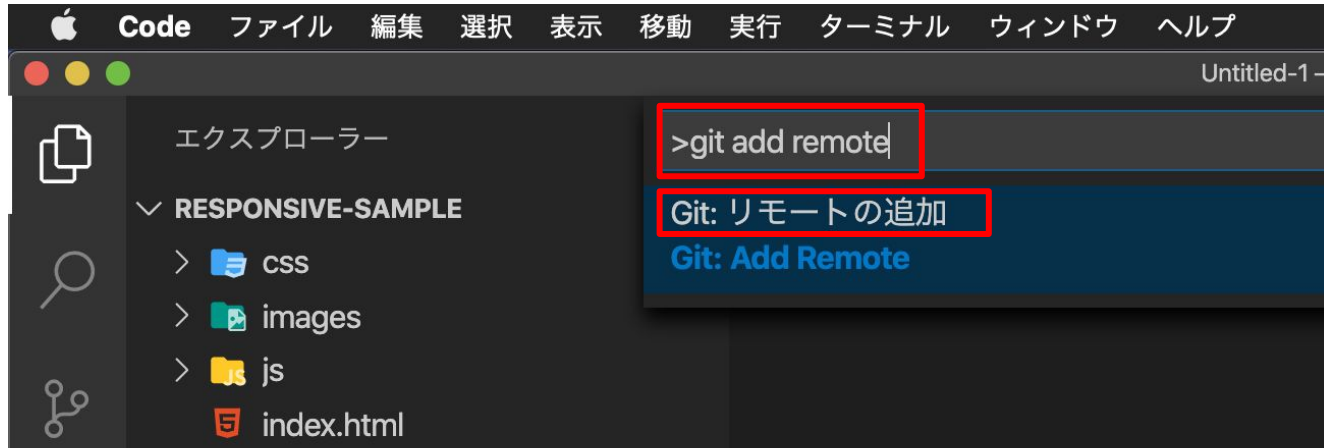 Code ファイル 編集 選択 表示 移動 実行 ターミナル ウィンドウ ヘルプ
Untitled-1 –
エクスプローラー
>git add remote
RESPONSIVE-SAMPLE
Git: リモートの追加
css
Git: Add Remote
images
JS js
index.html